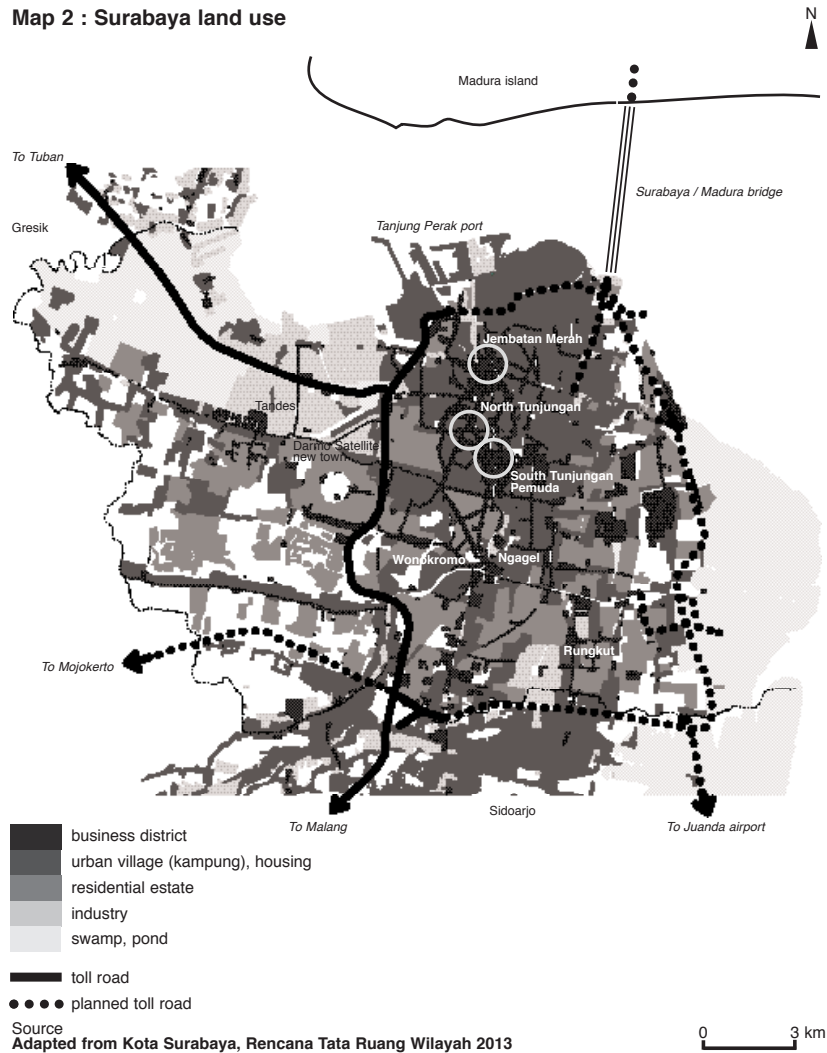 Map 2 : Surabaya land use
N
Madura island
To Tuban
Surabaya / Madura bridge
Gresik
Tanjung Perak port
Jembatan Merah
Tandes
North Tunjungan
Darmo Satellite
new town
South Tunjungan
Pemuda
Wonokromo
Ngagel
Rungkut
To Mojokerto
Sidoarjo
To Malang
To Juanda airport
business district
urban village (kampung), housing
residential estate
industry
swamp, pond
toll road
planned toll road
Source
Adapted from Kota Surabaya, Rencana Tata Ruang Wilayah 2013
0 3 km